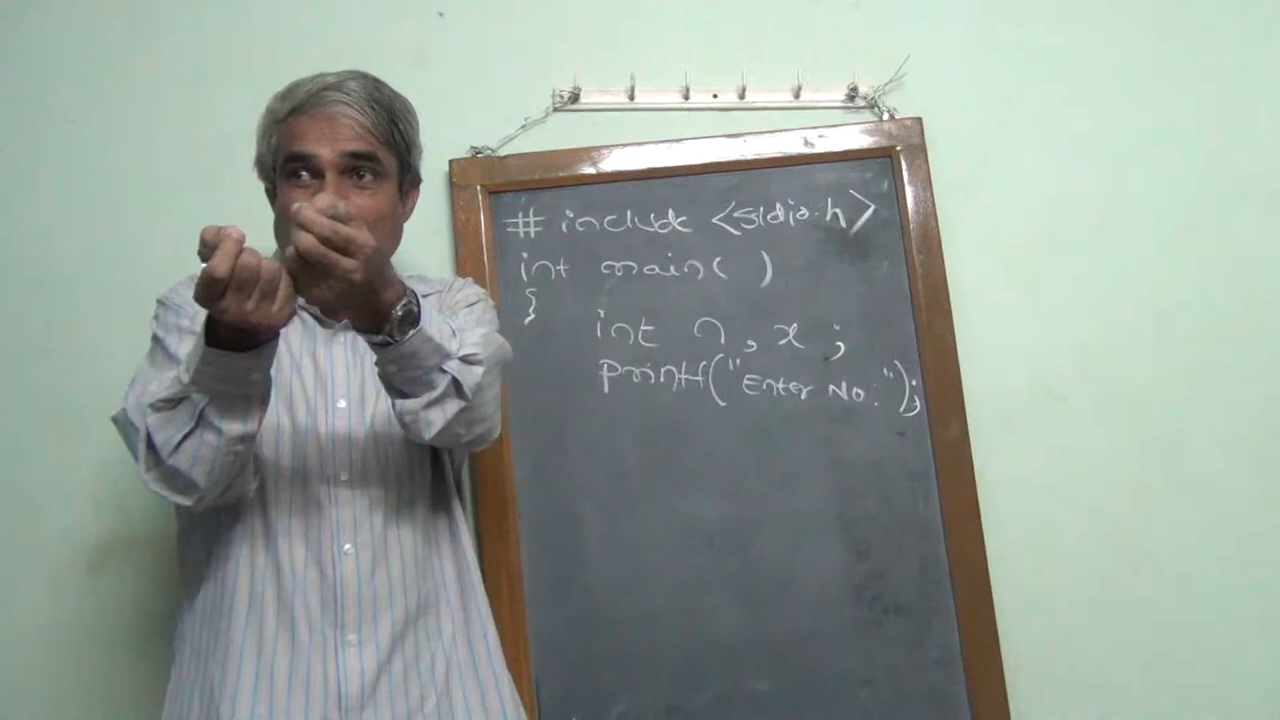 # include <stdio.h>
int main( )
{
int n, x ;
printf("Enter No:");